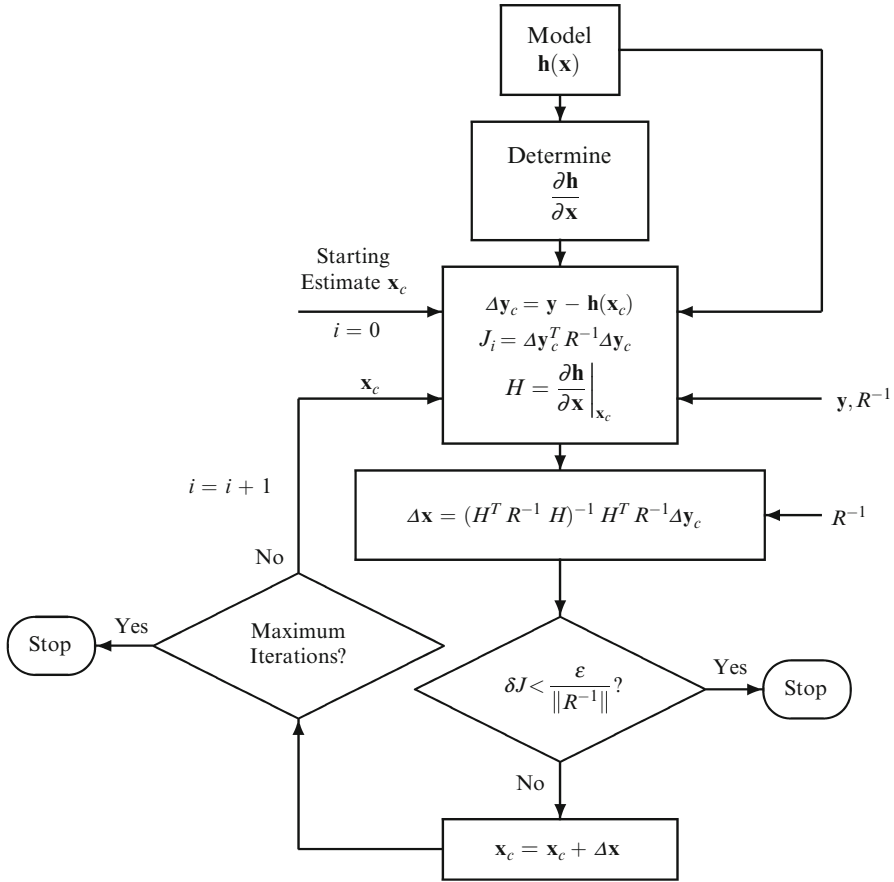 Model
h(x)
Determine
∂h
∂x
Starting
Estimate x_c
i = 0
Δy_c = y − h(x_c)
J_i = Δy_c^T R^{−1} Δy_c
H = ∂h/∂x |_{x_c}
x_c
y, R^{−1}
i = i + 1
Δx = (H^T R^{−1} H)^{−1} H^T R^{−1} Δy_c
R^{−1}
No
Stop
Yes
Maximum
Iterations?
δJ < ε/‖R^{−1}‖ ?
Yes
Stop
No
x_c = x_c + Δx